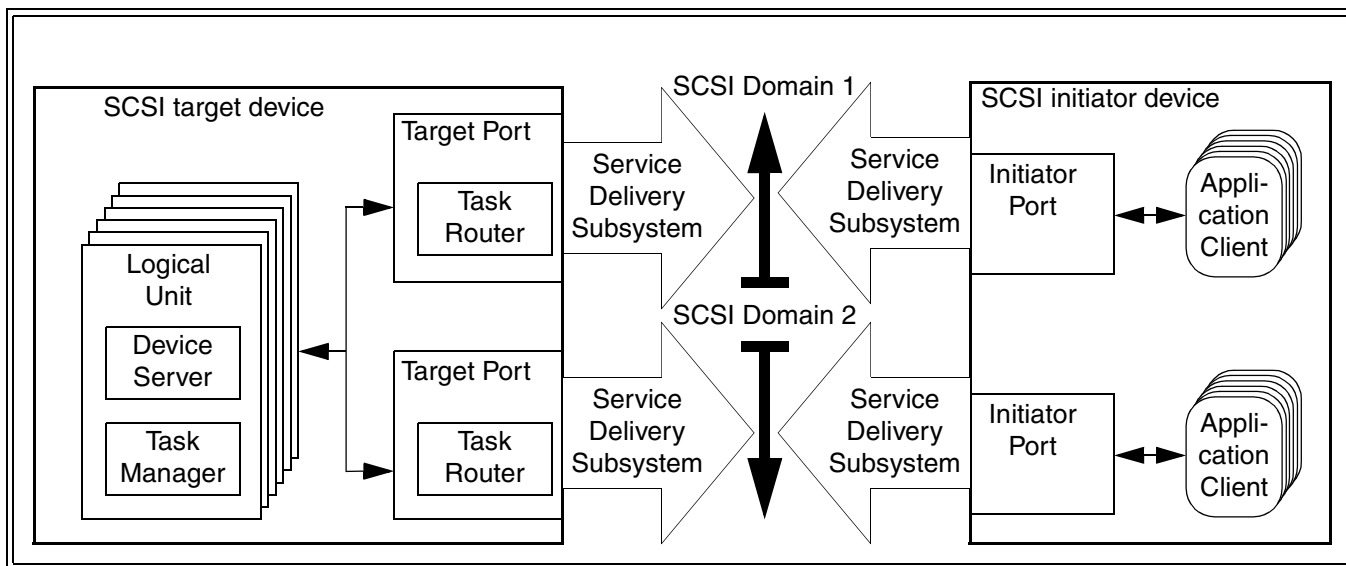 SCSI target device
Logical
Unit
Device
Server
Task
Manager
Target Port
Task
Router
Target Port
Task
Router
Service
Delivery
Subsystem
Service
Delivery
Subsystem
SCSI Domain 1
SCSI Domain 2
Service
Delivery
Subsystem
Service
Delivery
Subsystem
SCSI initiator device
Initiator
Port
Appli-
cation
Client
Initiator
Port
Appli-
cation
Client